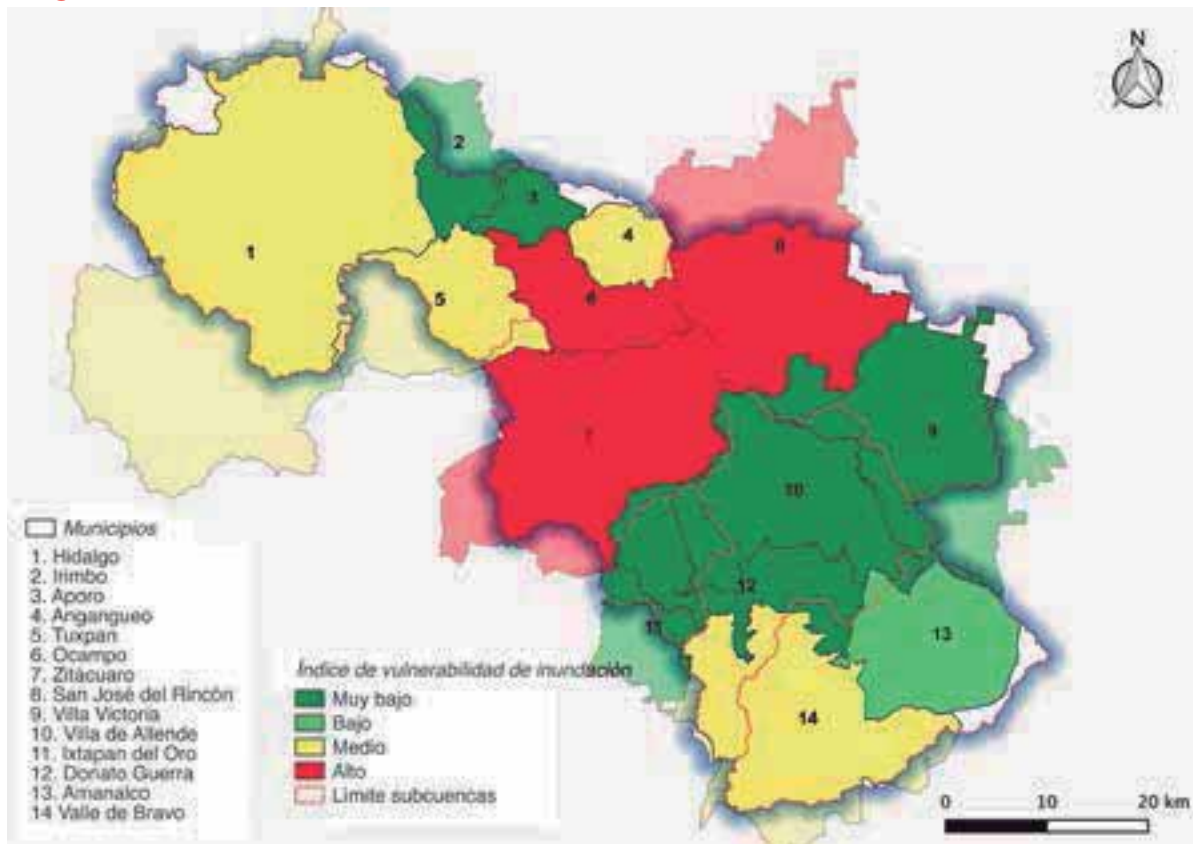 N
2
3
4
1
8
5
6
9
10
12
11
13
14
Municipios
1. Hidalgo
2. Irimbo
3. Aporo
4. Angangueo
5. Tuxpan
6. Ocampo
7. Zitácuaro
8. San José del Rincón
9. Villa Victoria
10. Villa de Allende
11. Ixtapan del Oro
12. Donato Guerra
13. Amanalco
14 Valle de Bravo
Índice de vulnerabilidad de inundación
Muy bajo
Bajo
Medio
Alto
Límite subcuencas
0 10 20 km